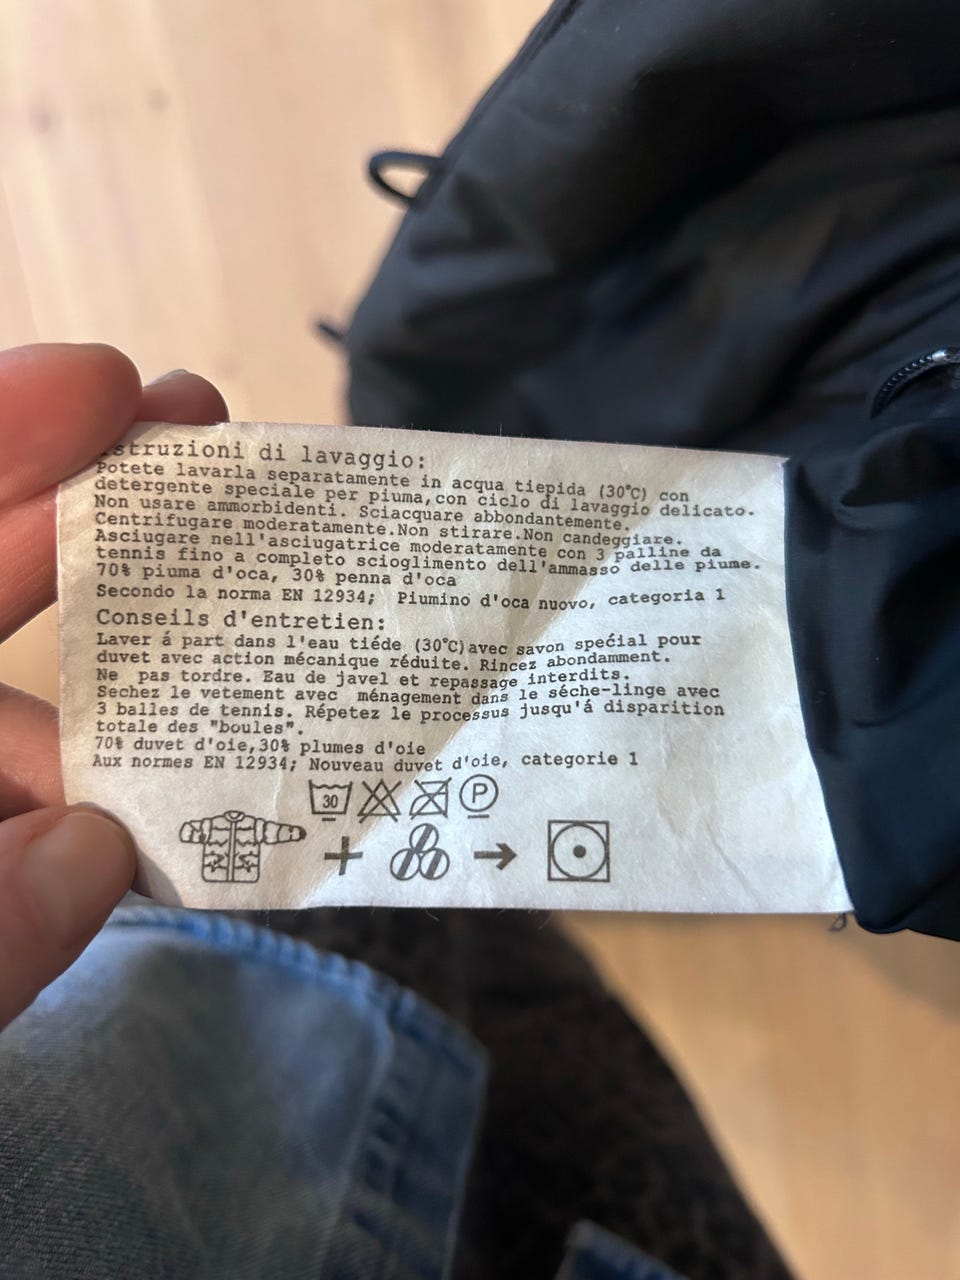 struzioni di lavaggio:
Potete lavarla separatamente in acqua tiepida (30°C) con
detergente speciale per piuma,con ciclo di lavaggio delicato.
Non usare ammorbidenti. Sciacquare abbondantemente.
Centrifugare moderatamente.Non stirare.Non candeggiare.
Asciugare nell'asciugatrice moderatamente con 3 palline da
tennis fino a completo scioglimento dell'ammasso delle piume.
70% piuma d'oca, 30% penna d'oca
Secondo la norma EN 12934; Piumino d'oca nuovo, categoria 1
Conseils d'entretien:
Laver á part dans l'eau tiéde (30°C)avec savon spećial pour
duvet avec action mécanique réduite. Rincez abondamment.
Ne pas tordre. Eau de javel et repassage interdits.
Sechez le vetement avec ménagement dans le séche-linge avec
3 balles de tennis. Répetez le processus jusqu'á disparition
totale des "boules".
70% duvet d'oie,30% plumes d'oie
Aux normes EN 12934; Nouveau duvet d'oie, categorie 1
30 P